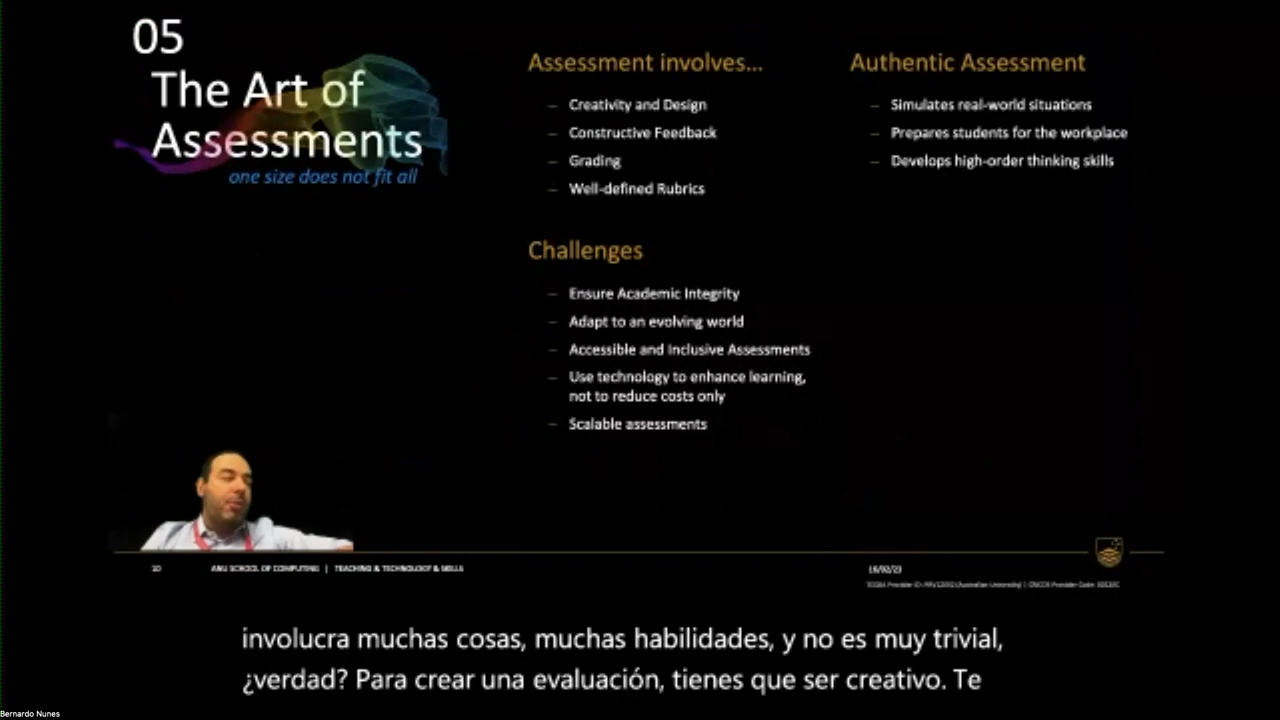 05
The Art of
Assessments
one size does not fit all
Assessment involves...
– Creativity and Design
– Constructive Feedback
– Grading
– Well-defined Rubrics
Challenges
– Ensure Academic Integrity
– Adapt to an evolving world
– Accessible and Inclusive Assessments
– Use technology to enhance learning,
not to reduce costs only
– Scalable assessments
Authentic Assessment
– Simulates real-world situations
– Prepares students for the workplace
– Develops high-order thinking skills
10
ANU SCHOOL OF COMPUTING | TEACHING & TECHNOLOGY & SKILLS
involucra muchas cosas, muchas habilidades, y no es muy trivial,
¿verdad? Para crear una evaluación, tienes que ser creativo. Te
Bernardo Nunes